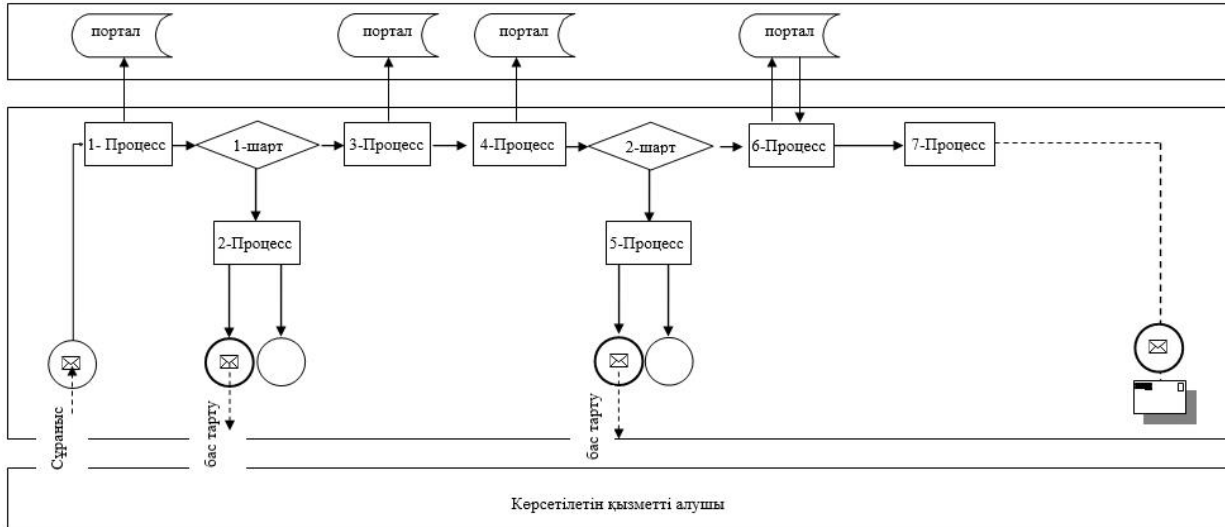 портал
портал
портал
портал
1- Процесс
1-шарт
3-Процесс
4-Процесс
2-шарт
6-Процесс
7-Процесс
2-Процесс
5-Процесс
Сұраныс
бас тарту
бас тарту
Көрсетілетін қызметті алушы